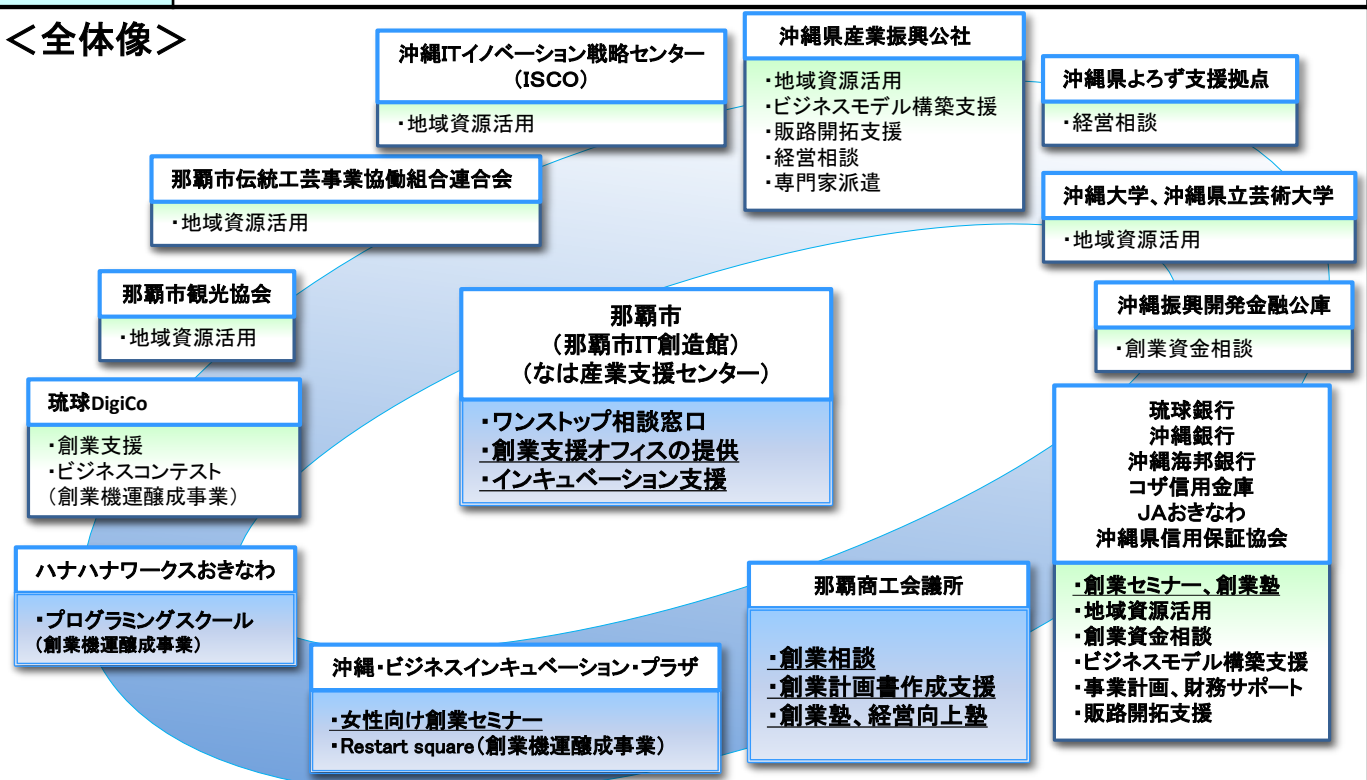 ＜全体像＞
沖縄ITイノベーション戦略センター
(ISCO)
・地域資源活用
沖縄県産業振興公社
・地域資源活用
・ビジネスモデル構築支援
・販路開拓支援
・経営相談
・専門家派遣
沖縄県よろず支援拠点
・経営相談
那覇市伝統工芸事業協働組合連合会
・地域資源活用
沖縄大学、沖縄県立芸術大学
・地域資源活用
那覇市観光協会
・地域資源活用
那覇市
（那覇市IT創造館）
（なは産業支援センター）
・ワンストップ相談窓口
・創業支援オフィスの提供
・インキュベーション支援
沖縄振興開発金融公庫
・創業資金相談
琉球DigiCo
・創業支援
・ビジネスコンテスト
（創業機運醸成事業）
琉球銀行
沖縄銀行
沖縄海邦銀行
コザ信用金庫
JAおきなわ
沖縄県信用保証協会
・創業セミナー、創業塾
・地域資源活用
・創業資金相談
・ビジネスモデル構築支援
・事業計画、財務サポート
・販路開拓支援
ハナハナワークスおきなわ
・プログラミングスクール
（創業機運醸成事業）
沖縄・ビジネスインキュベーション・プラザ
・女性向け創業セミナー
・Restart square（創業機運醸成事業）
那覇商工会議所
・創業相談
・創業計画書作成支援
・創業塾、経営向上塾